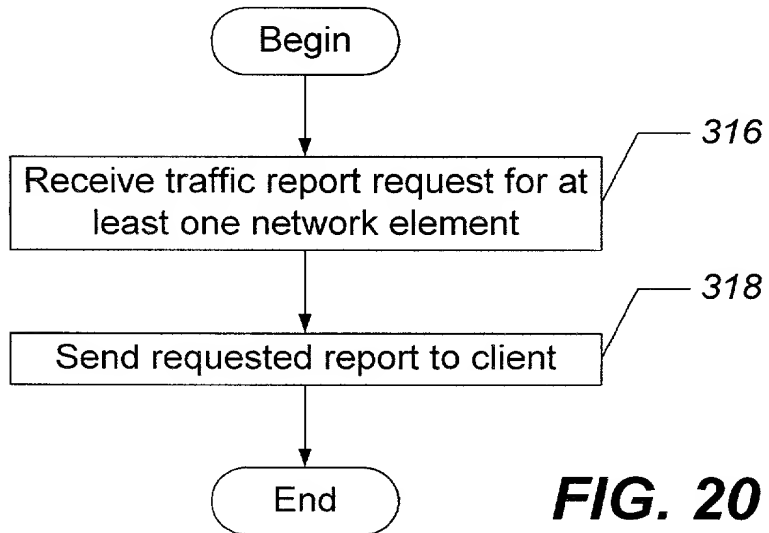 Begin
316
Receive traffic report request for at
least one network element
318
Send requested report to client
End
FIG. 20